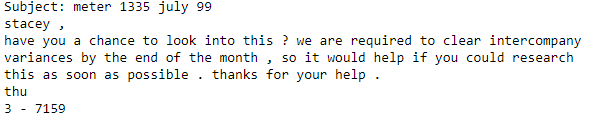 Subject: meter 1335 july 99
stacey ,
have you a chance to look into this ? we are required to clear intercompany
variances by the end of the month , so it would help if you could research
this as soon as possible . thanks for your help .
thu
3 - 7159